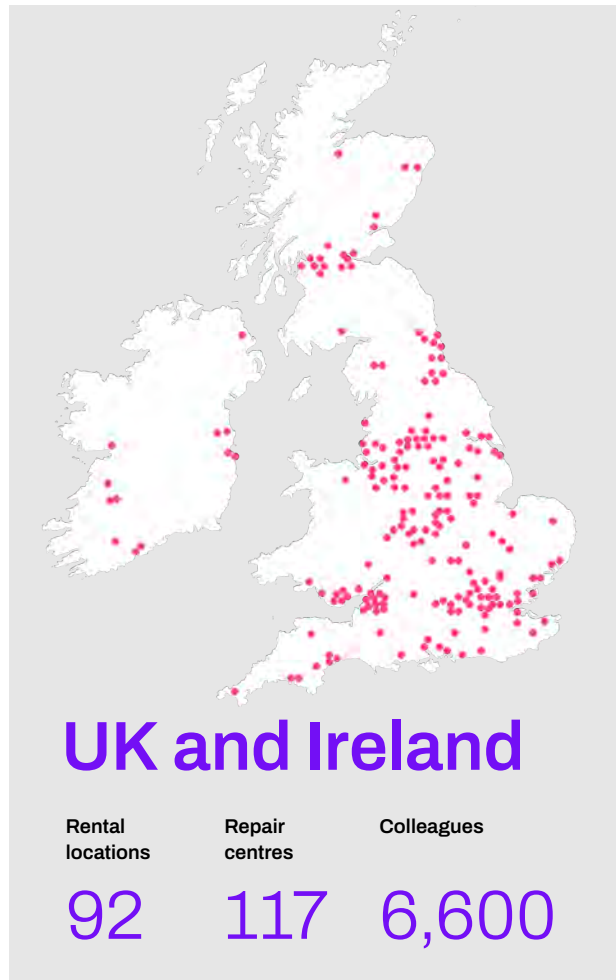 UK and Ireland
Rental
locations
92
Repair
centres
117
Colleagues
6,600